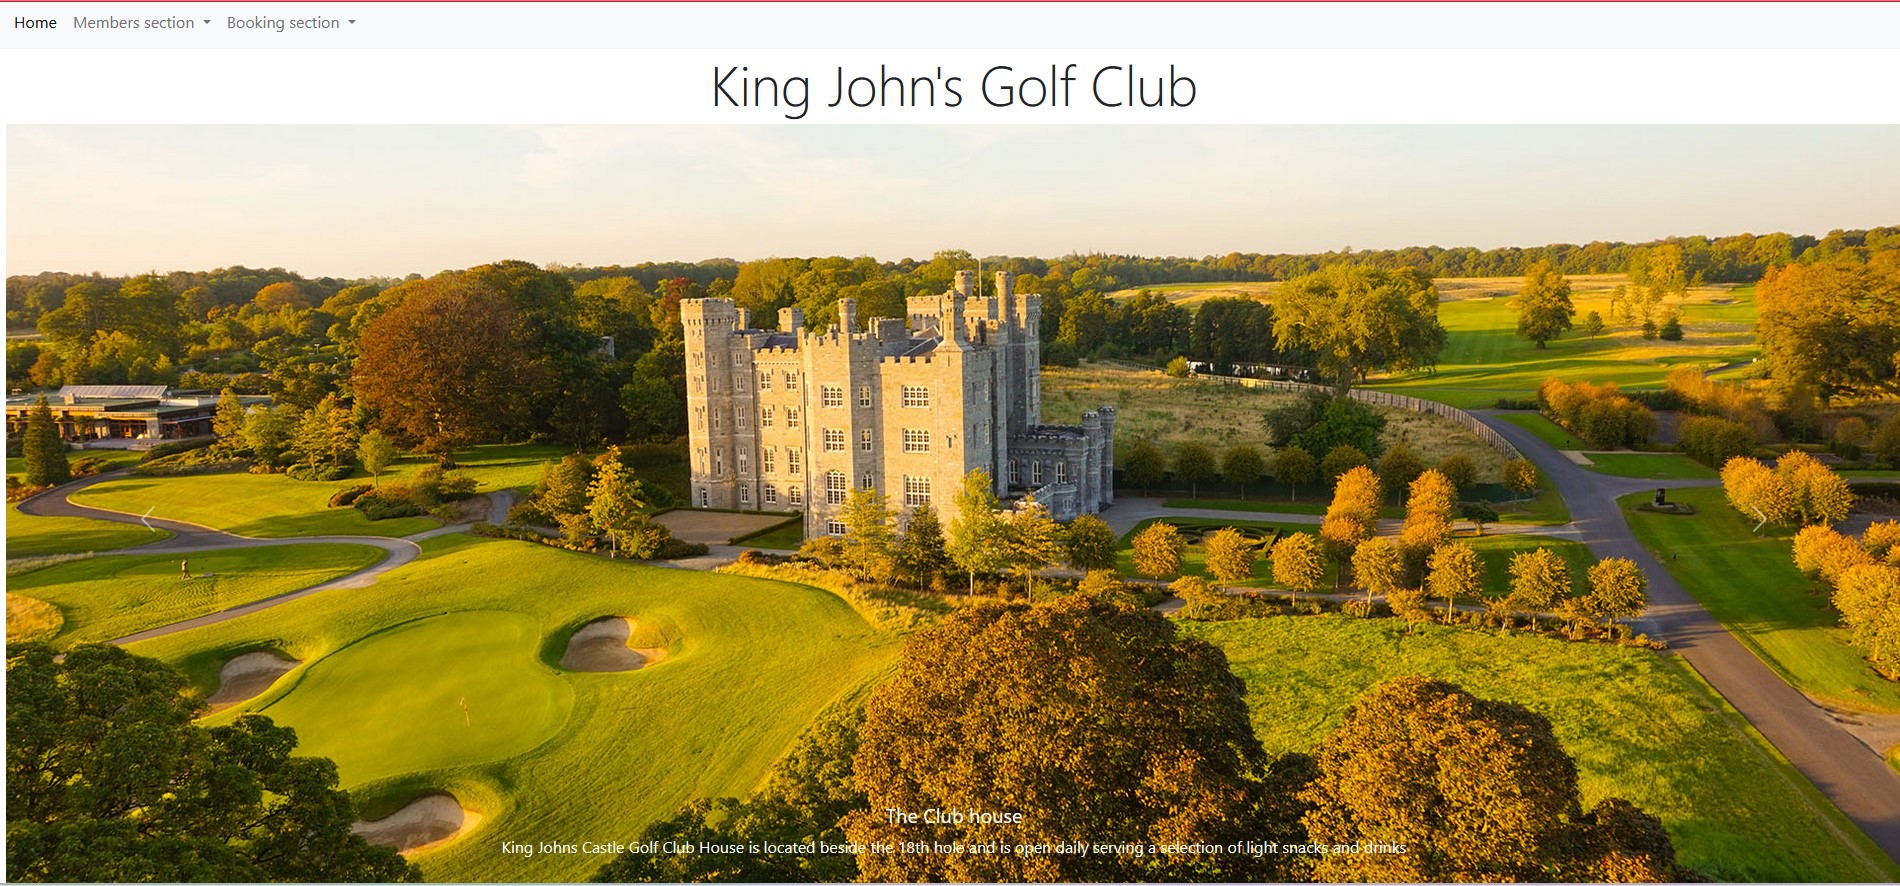 Home Members section Booking section
King John's Golf Club
The Club house
King Johns Castle Golf Club House is located beside the 18th hole and is open daily serving a selection of light snacks and drinks